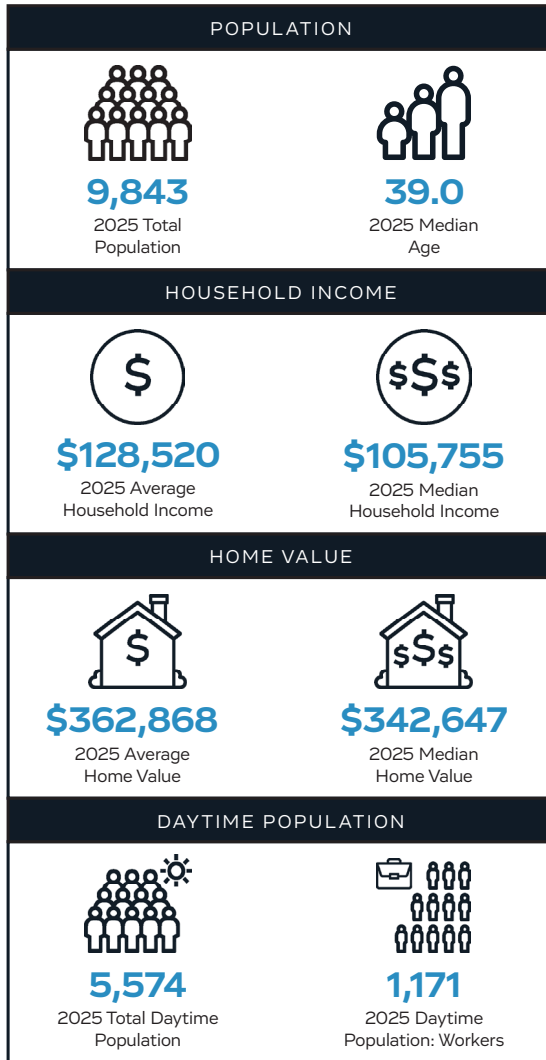 POPULATION
9,843
2025 Total
Population
39.0
2025 Median
Age
HOUSEHOLD INCOME
$
$128,520
2025 Average
Household Income
$$$
$105,755
2025 Median
Household Income
HOME VALUE
$
$362,868
2025 Average
Home Value
$$$
$342,647
2025 Median
Home Value
DAYTIME POPULATION
5,574
2025 Total Daytime
Population
1,171
2025 Daytime
Population: Workers